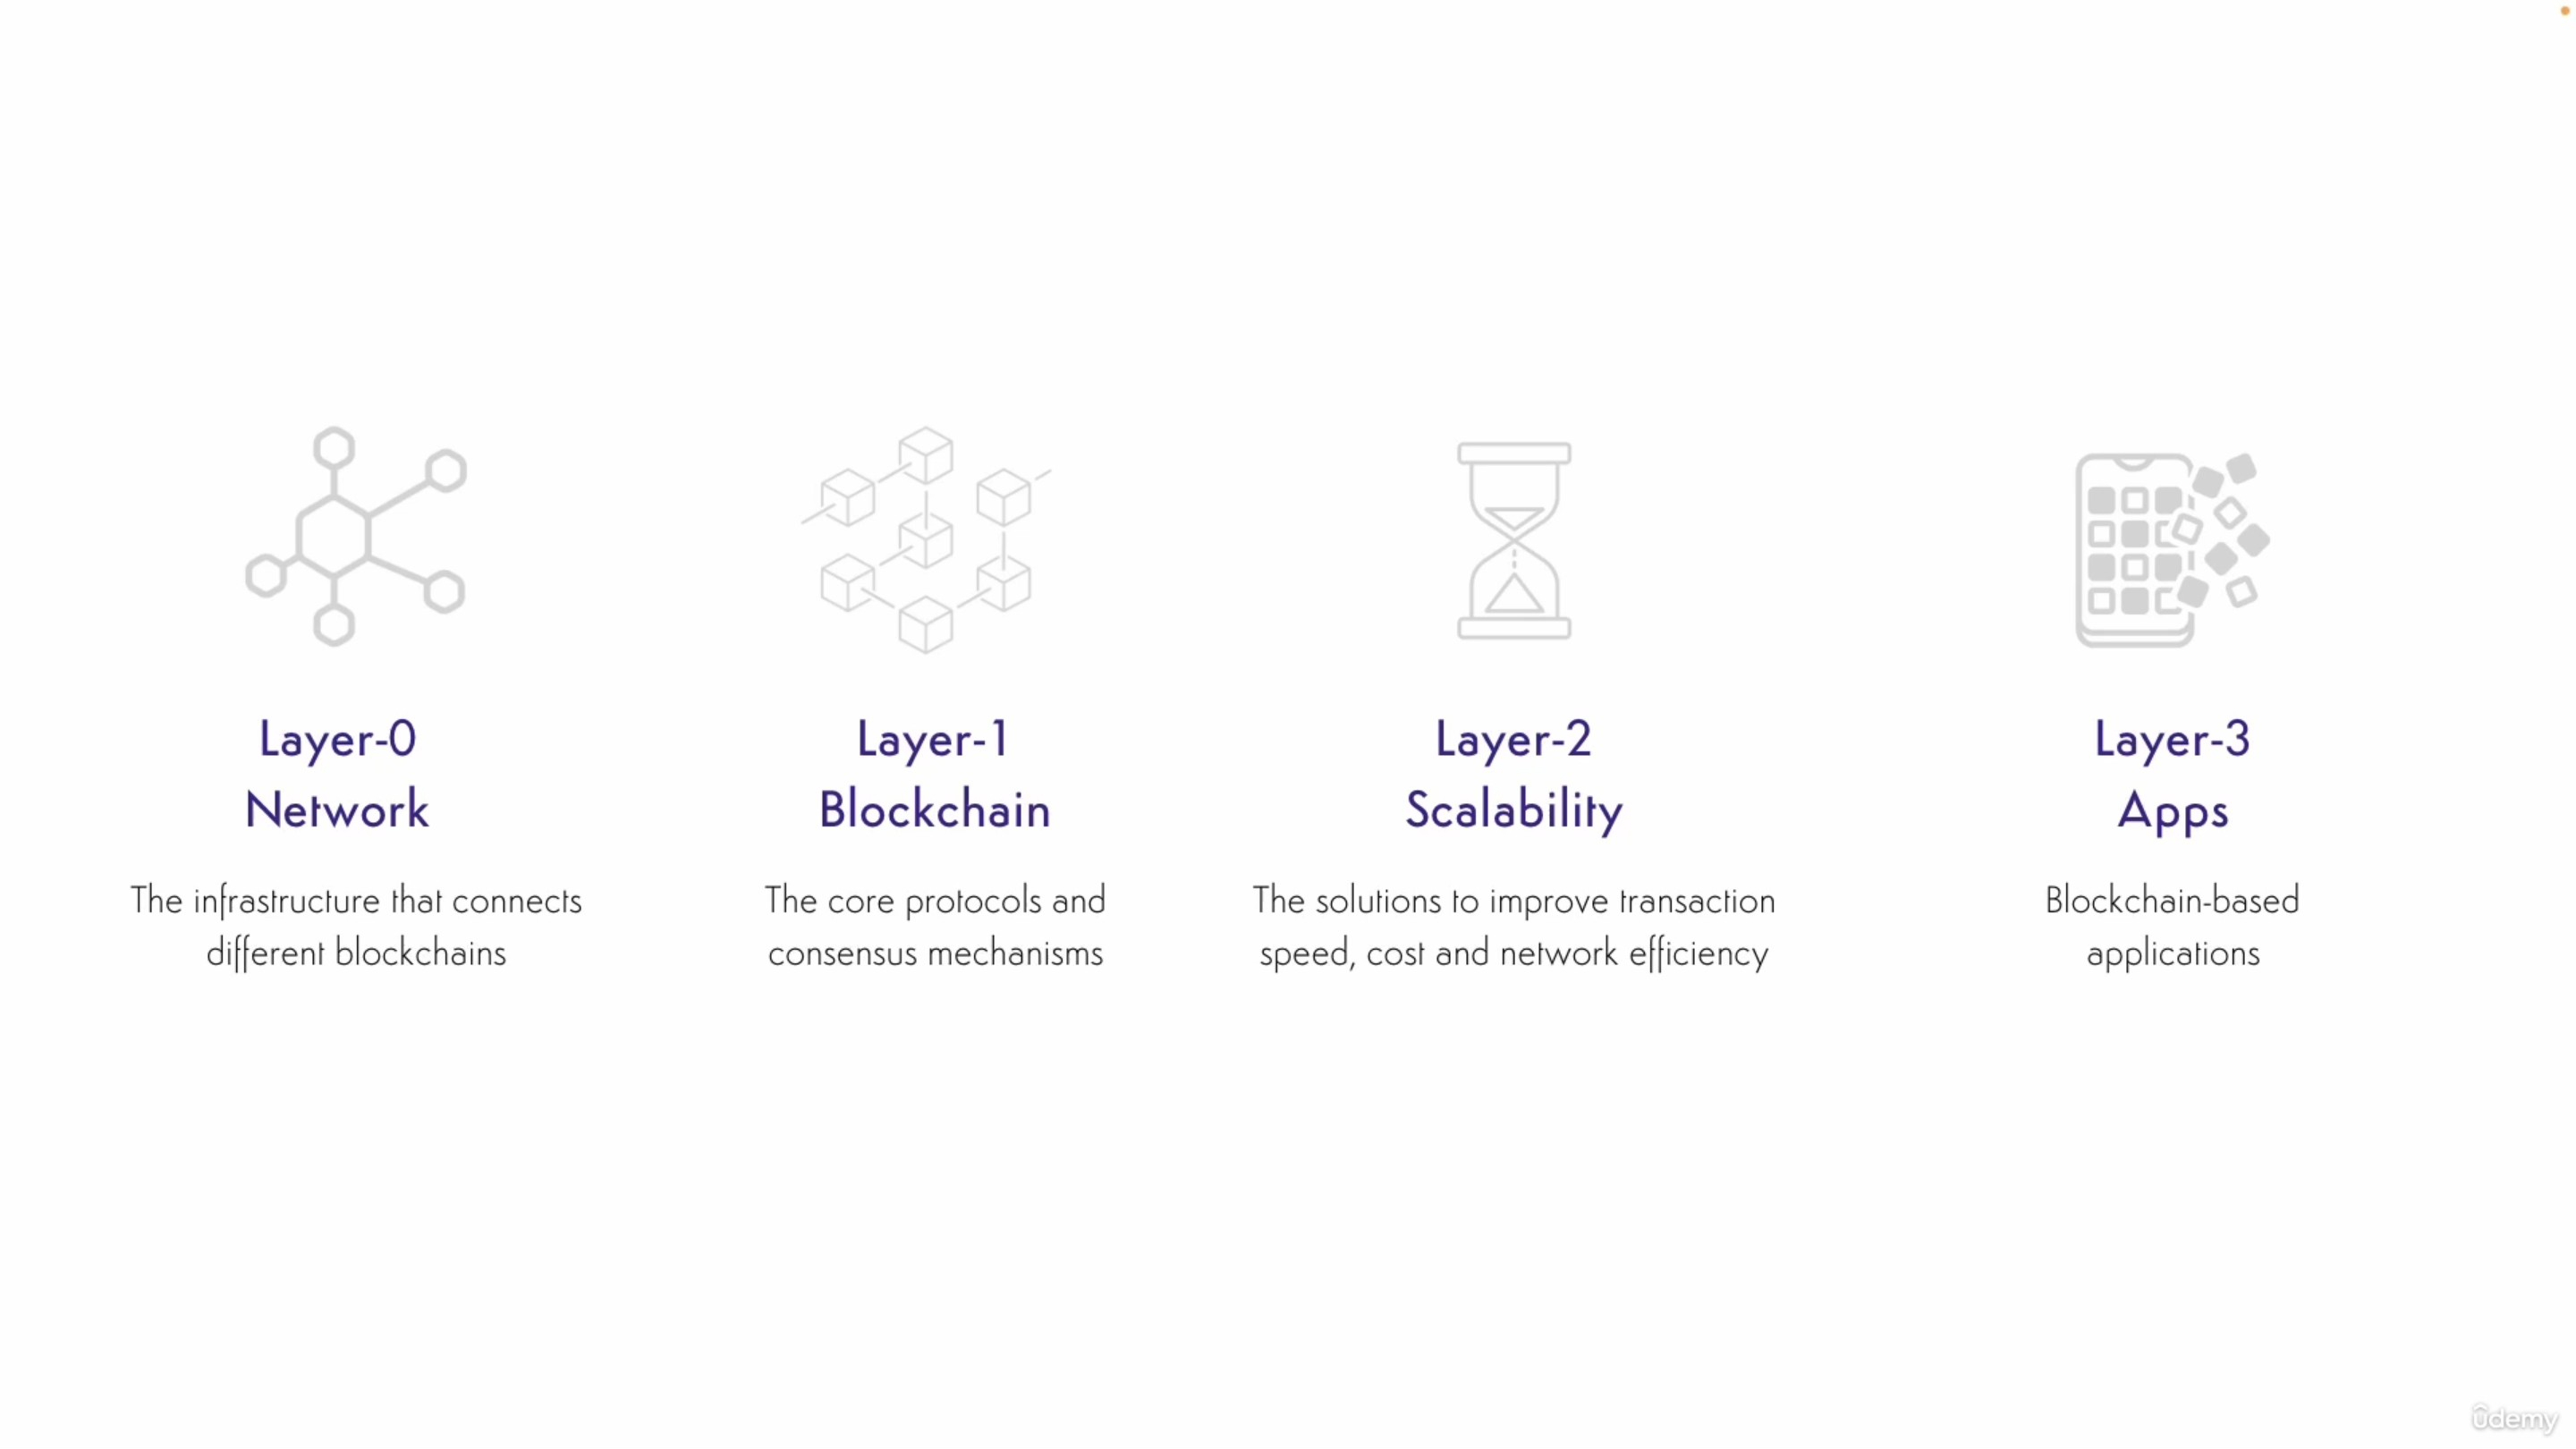 Layer-0
Network
The infrastructure that connects
different blockchains
Layer-1
Blockchain
The core protocols and
consensus mechanisms
Layer-2
Scalability
The solutions to improve transaction
speed, cost and network efficiency
Layer-3
Apps
Blockchain-based
applications
ûdemy